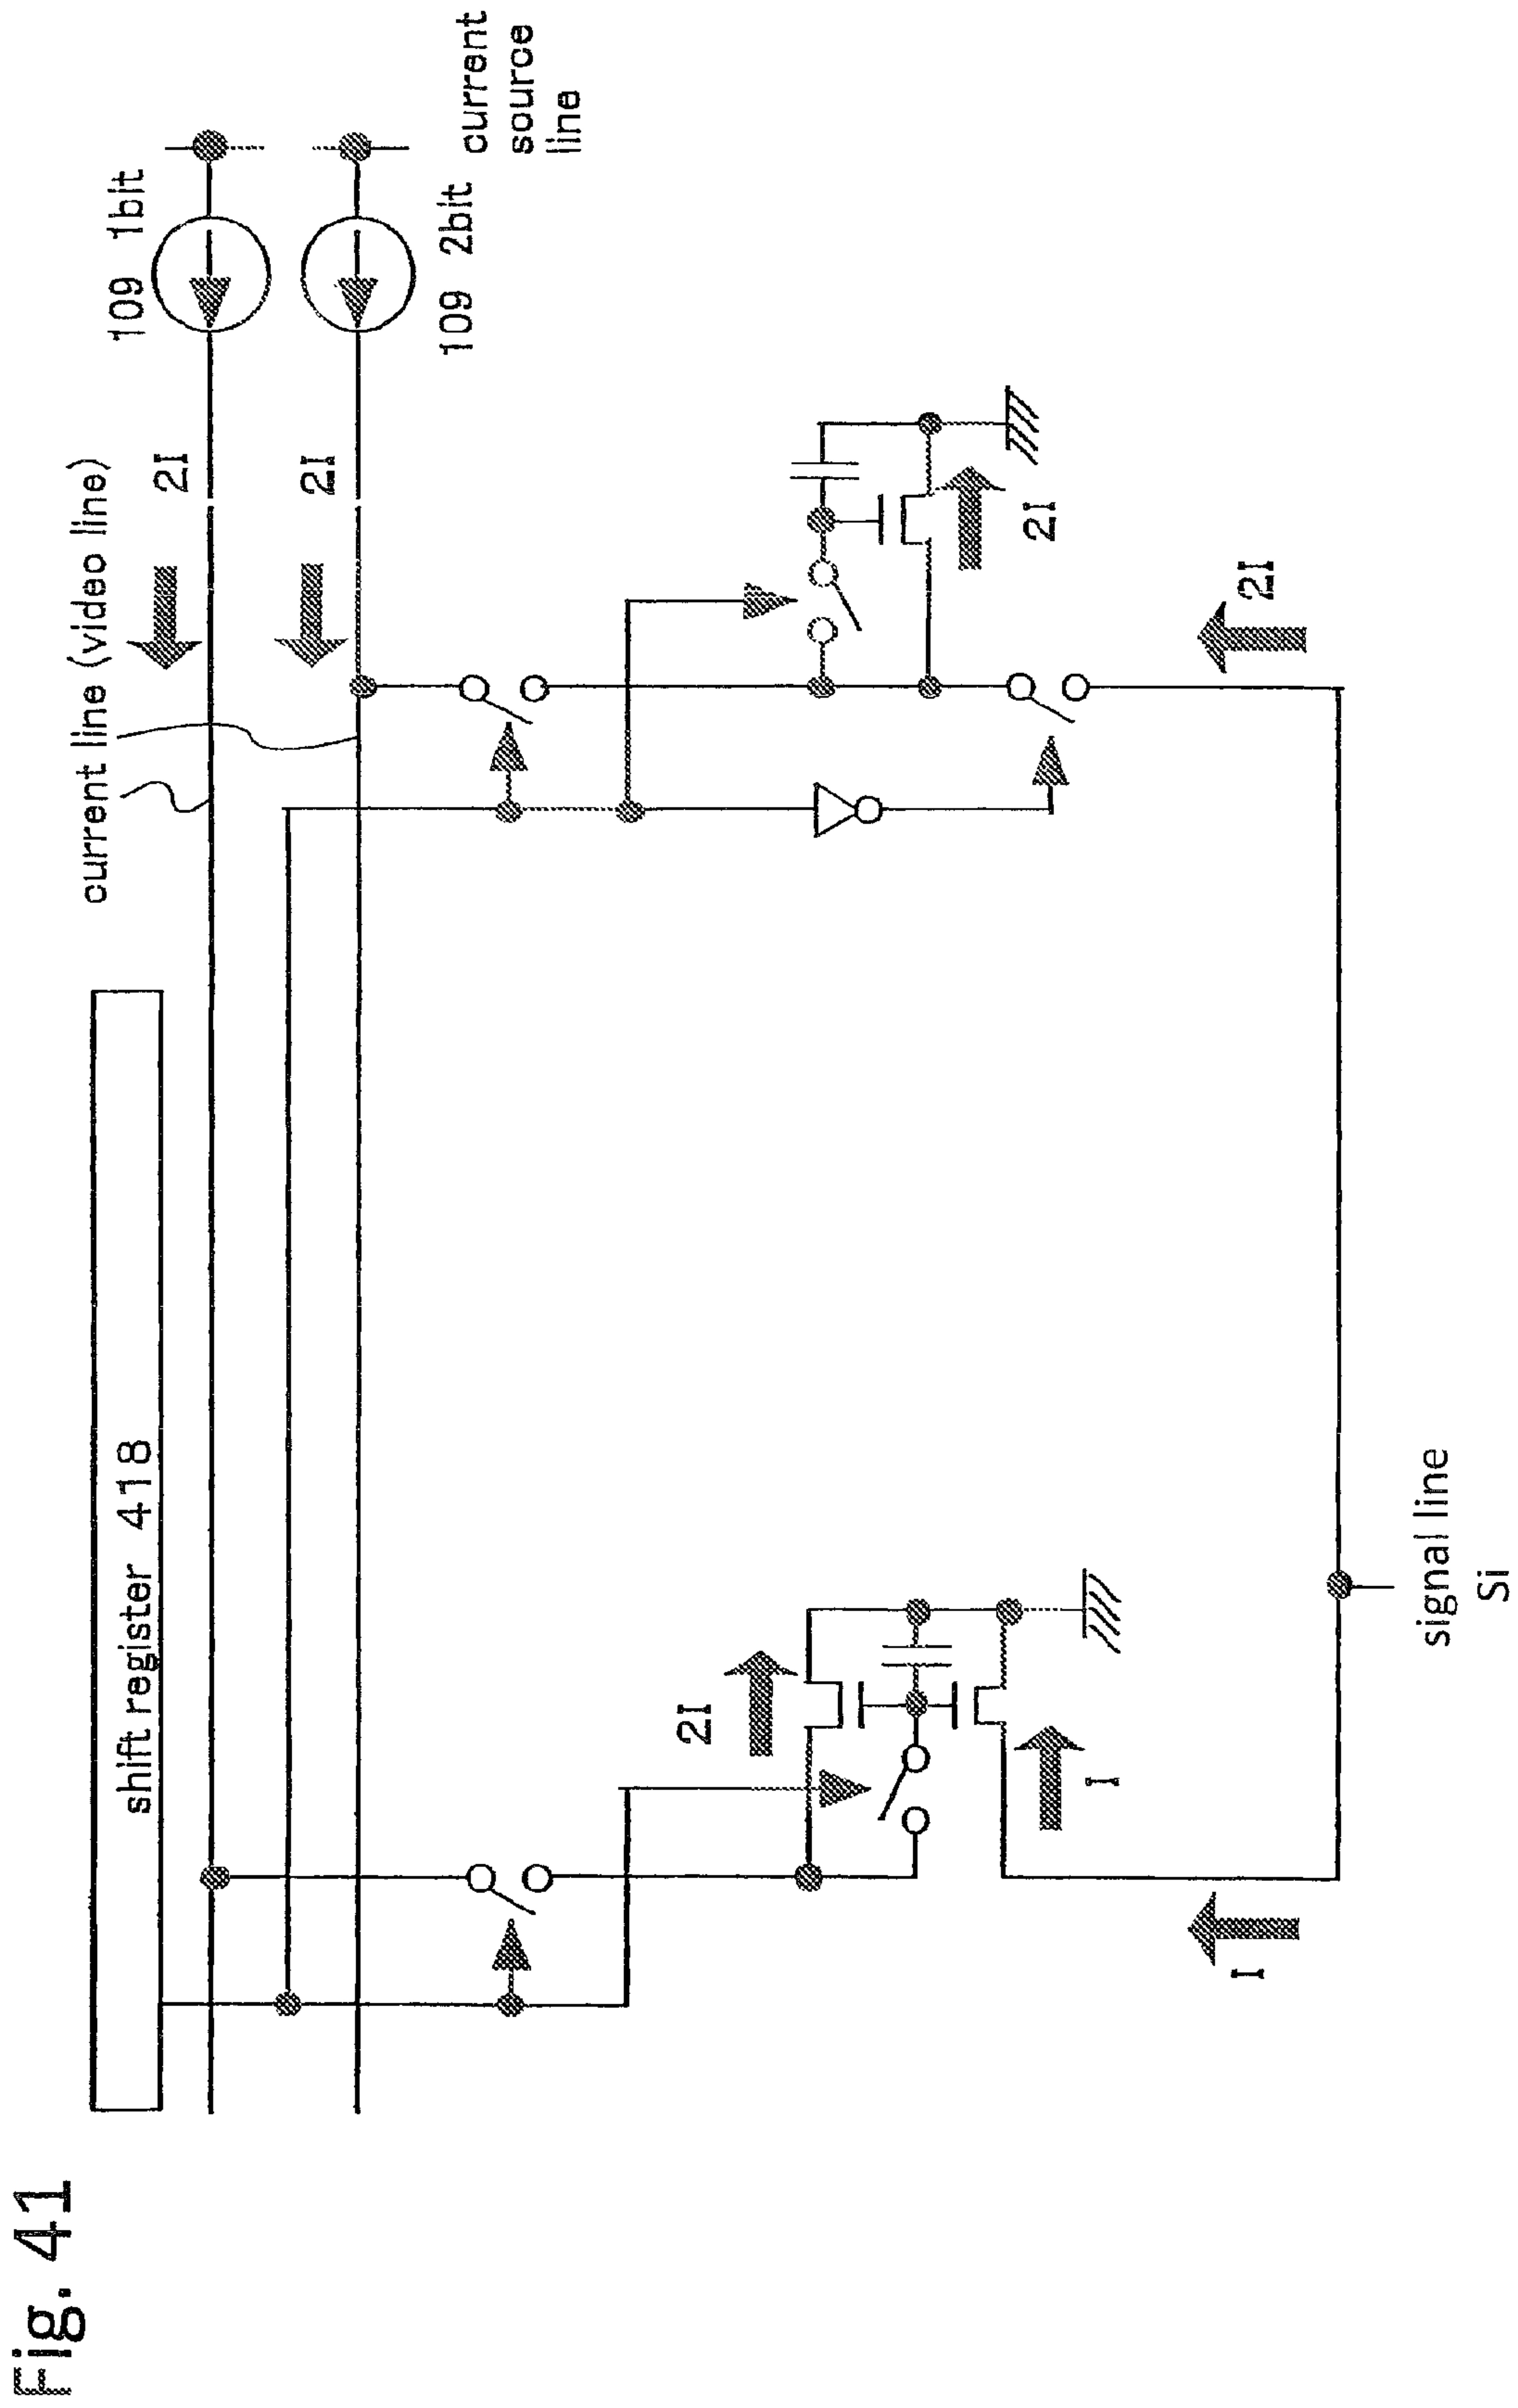 Fig. 41
shift register 418
current line (video line)
2I
109 1bit
2I
109 2bit
current
source
line
2I
2I
2I
I
I
signal line
Si